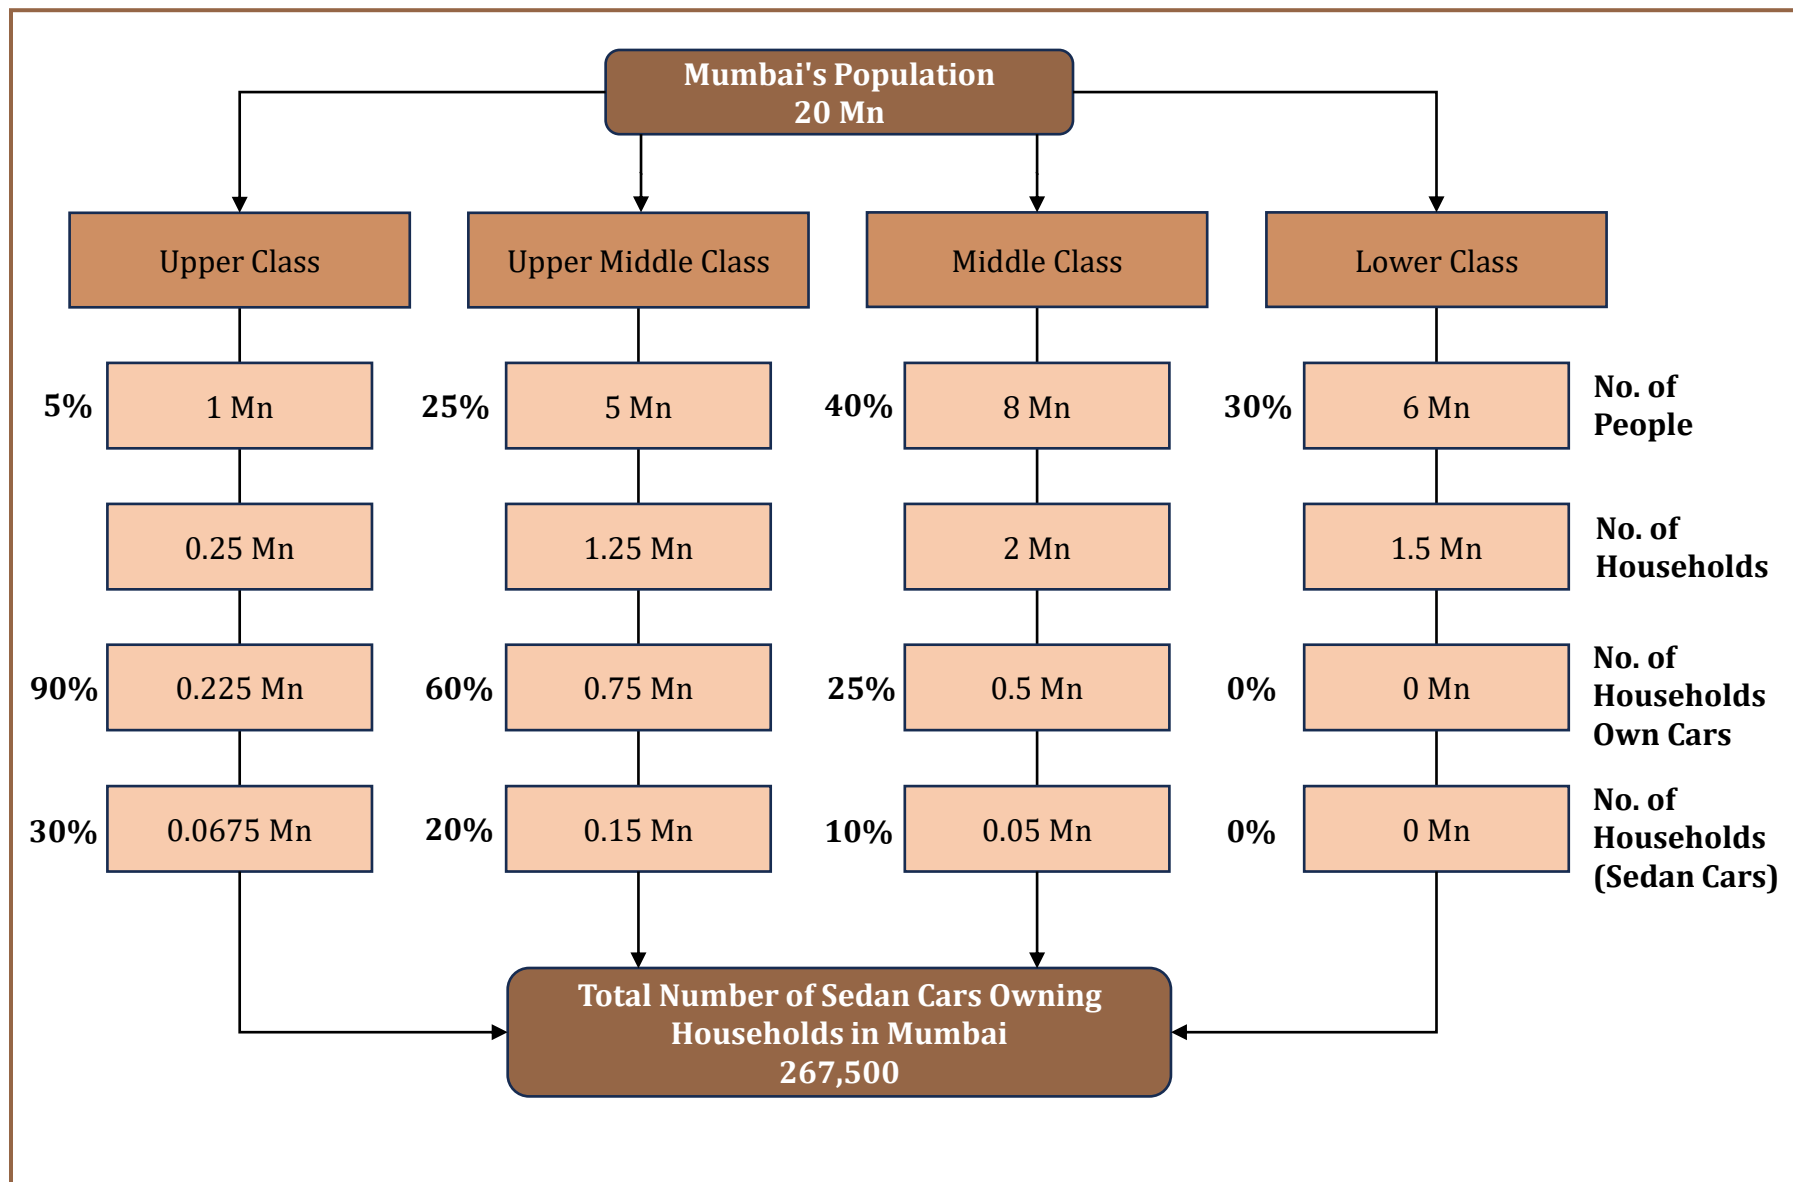 Mumbai's Population
20 Mn
Upper Class
Upper Middle Class
Middle Class
Lower Class
5%
1 Mn
25%
5 Mn
40%
8 Mn
30%
6 Mn
No. of
People
0.25 Mn
1.25 Mn
2 Mn
1.5 Mn
No. of
Households
90%
0.225 Mn
60%
0.75 Mn
25%
0.5 Mn
0%
0 Mn
No. of
Households
Own Cars
30%
0.0675 Mn
20%
0.15 Mn
10%
0.05 Mn
0%
0 Mn
No. of
Households
(Sedan Cars)
Total Number of Sedan Cars Owning
Households in Mumbai
267,500